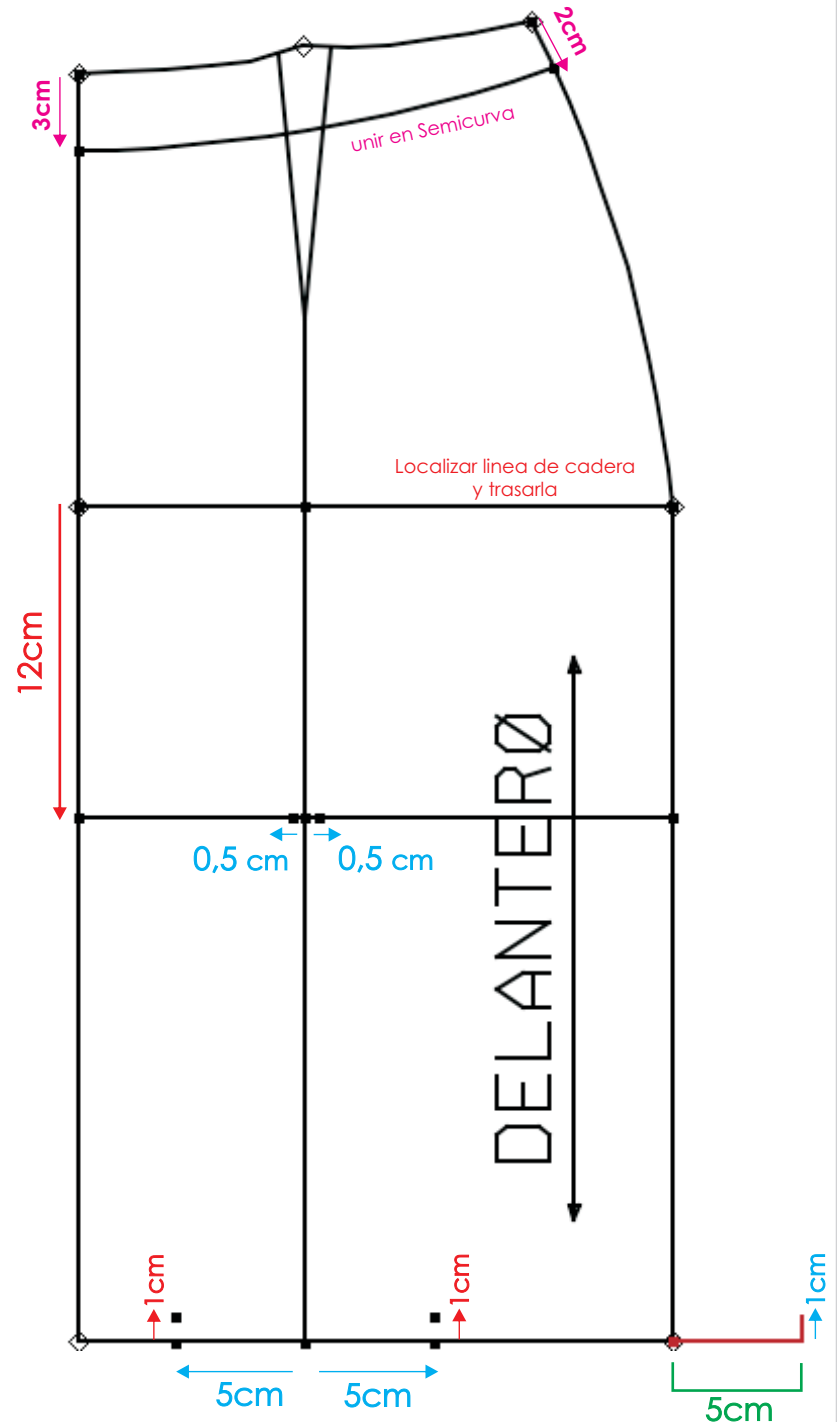 2cm
3cm
unir en Semicurva
Localizar linea de cadera
y trasarla
12cm
0,5 cm
0,5 cm
DELANTERØ
1cm
1cm
1cm
5cm
5cm
5cm